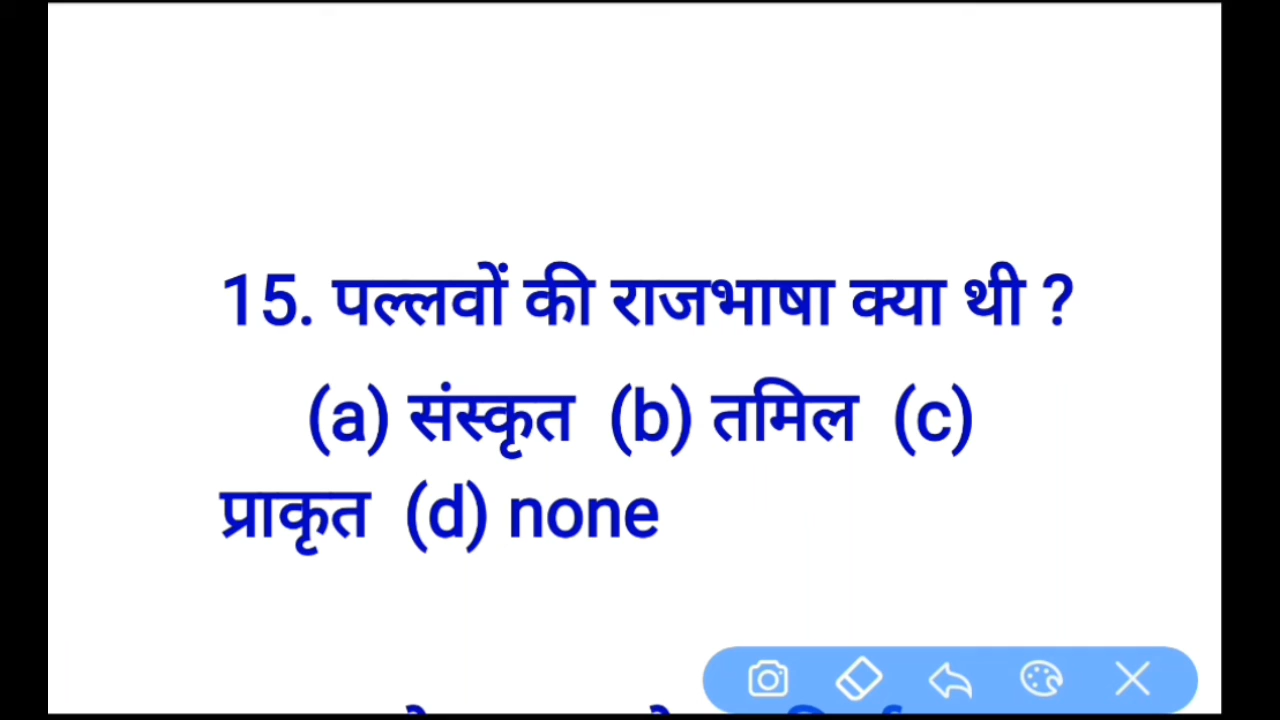 15. पल्लवों की राजभाषा क्या थी ?
(a) संस्कृत (b) तमिल (c)
प्राकृत (d) none